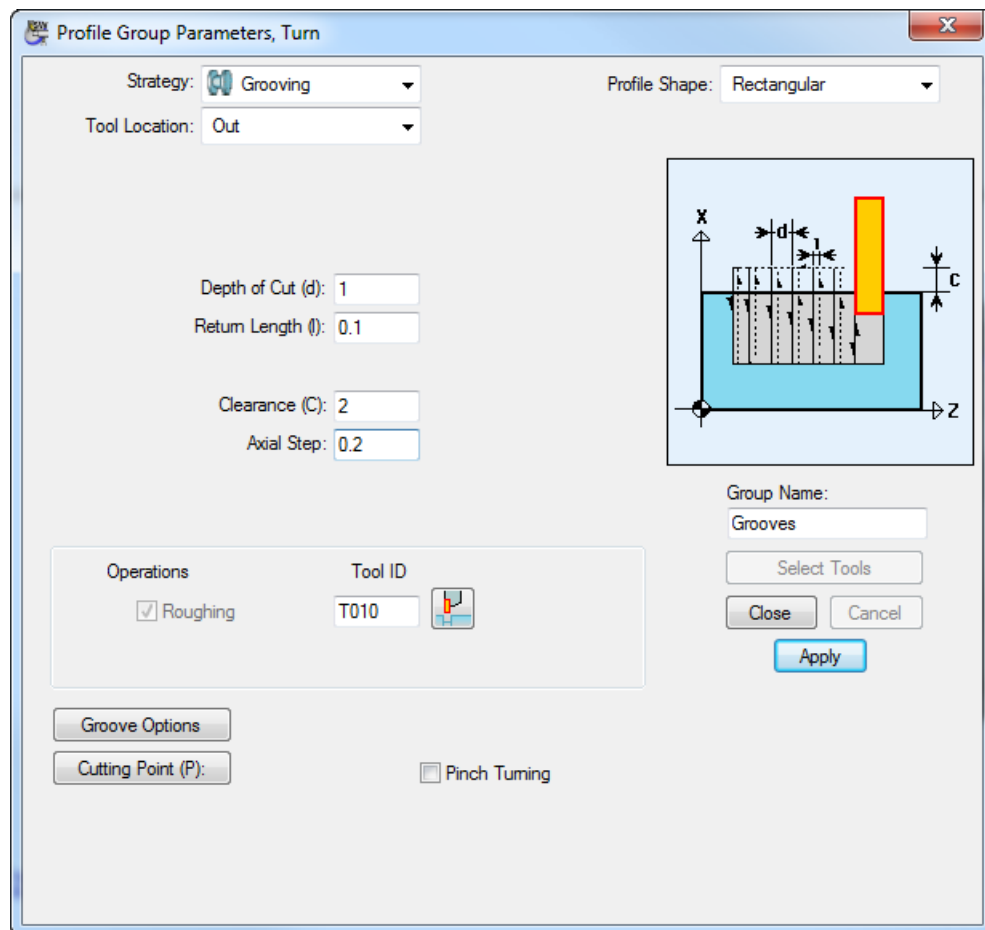 Profile Group Parameters, Turn
Strategy: Grooving
Profile Shape: Rectangular
Tool Location: Out
X
d
l
C
Z
Depth of Cut (d): 1
Return Length (l): 0.1
Clearance (C): 2
Axial Step: 0.2
Group Name:
Grooves
Operations Tool ID
Select Tools
Roughing T010
Close Cancel
Apply
Groove Options
Cutting Point (P):
Pinch Turning